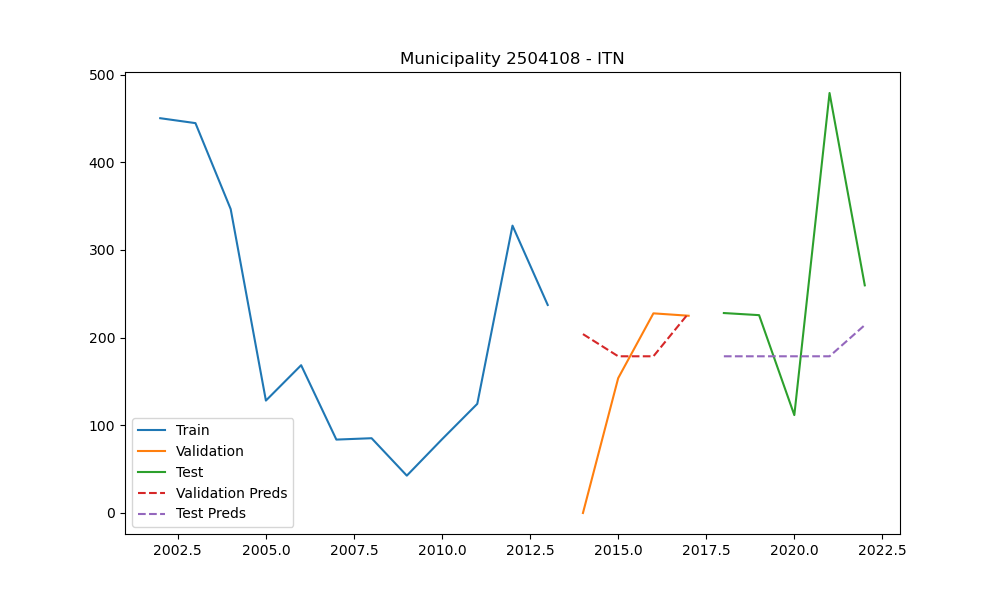 Municipality 2504108 - ITN
500
400
300
200
100
0
Train
Validation
Test
Validation Preds
Test Preds
2002.5 2005.0 2007.5 2010.0 2012.5 2015.0 2017.5 2020.0 2022.5